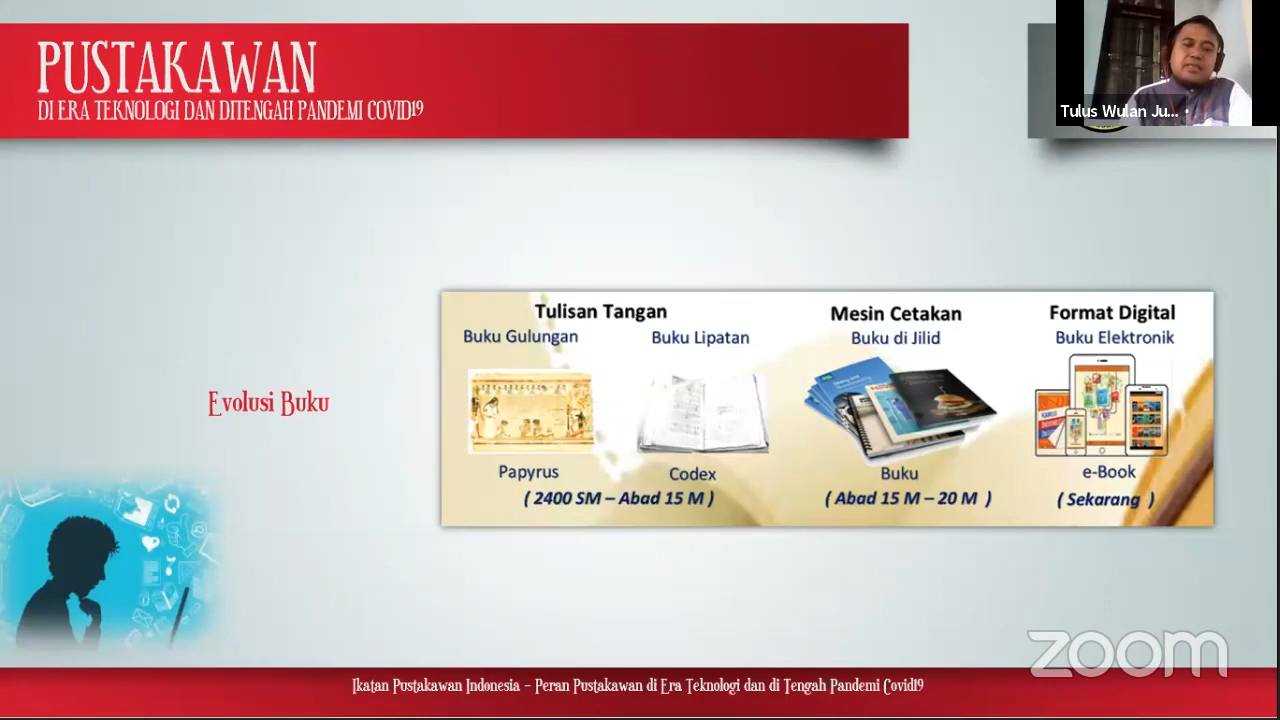 PUSTAKAWAN
DI ERA TEKNOLOGI DAN DITENGAH PANDEMI COVID19
Tulus Wulan Ju...
Evolusi Buku
Tulisan Tangan
Buku Gulungan
Buku Lipatan
Papyrus
Codex
( 2400 SM – Abad 15 M )
Mesin Cetakan
Buku di Jilid
Buku
( Abad 15 M – 20 M )
Format Digital
Buku Elektronik
e-Book
( Sekarang )
zoom
Ikatan Pustakawan Indonesia – Peran Pustakawan di Era Teknologi dan di Tengah Pandemi Covid19